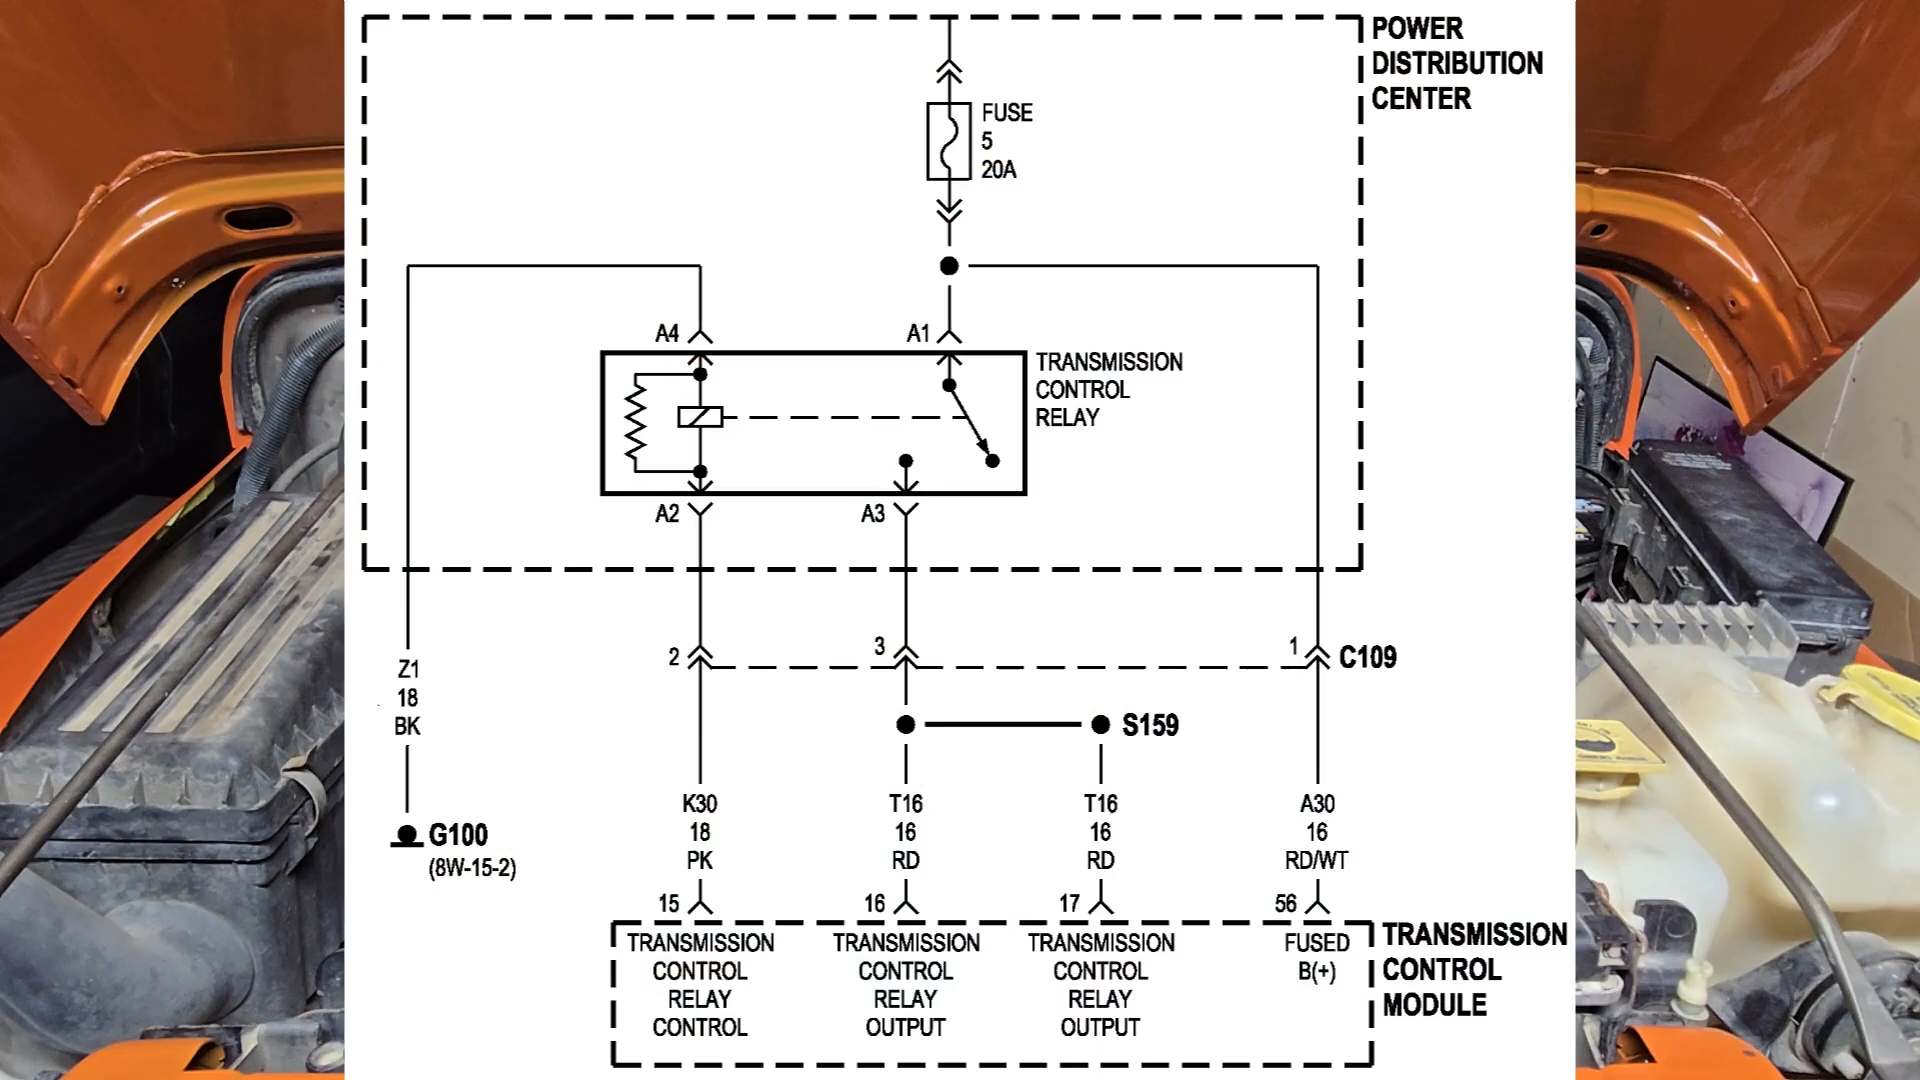 POWER
DISTRIBUTION
CENTER
FUSE
5
20A
A4
A1
TRANSMISSION
CONTROL
RELAY
A2
A3
2
3
1
C109
Z1
18
BK
S159
G100
(8W-15-2)
K30
18
PK
T16
16
RD
T16
16
RD
A30
16
RD/WT
15
16
17
56
TRANSMISSION
CONTROL
RELAY
CONTROL
TRANSMISSION
CONTROL
RELAY
OUTPUT
TRANSMISSION
CONTROL
RELAY
OUTPUT
FUSED
B(+)
TRANSMISSION
CONTROL
MODULE